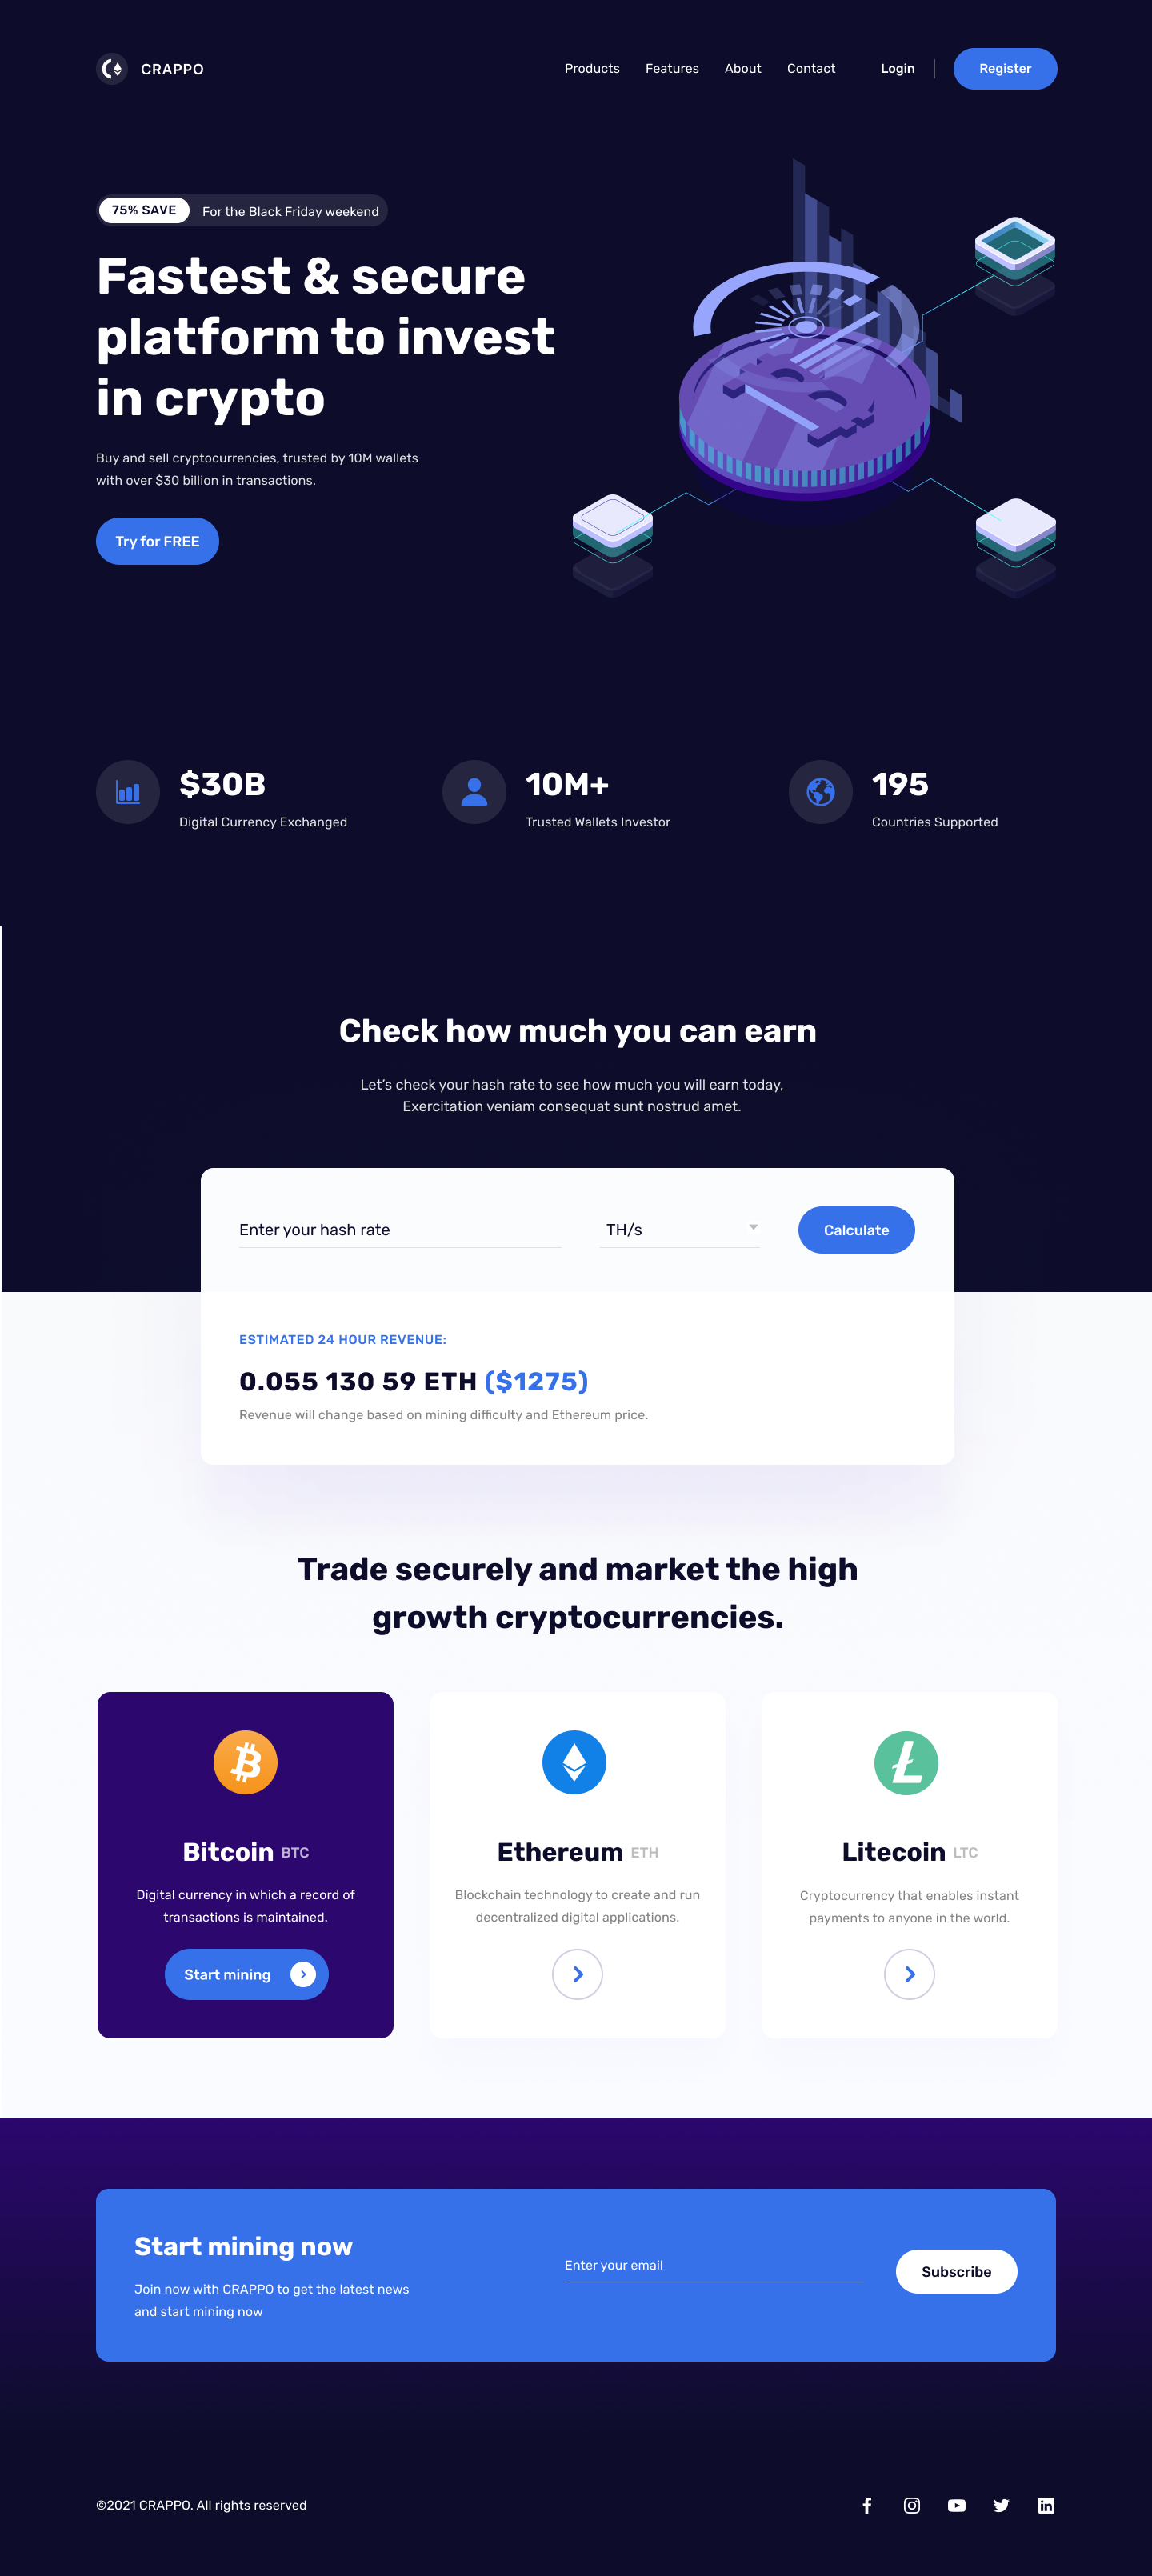 CRAPPO
Products Features About Contact Login Register
75% SAVE For the Black Friday weekend
Fastest & secure
platform to invest
in crypto
Buy and sell cryptocurrencies, trusted by 10M wallets
with over $30 billion in transactions.
Try for FREE
$30B
Digital Currency Exchanged
10M+
Trusted Wallets Investor
195
Countries Supported
Check how much you can earn
Let’s check your hash rate to see how much you will earn today,
Exercitation veniam consequat sunt nostrud amet.
Enter your hash rate TH/s Calculate
ESTIMATED 24 HOUR REVENUE:
0.055 130 59 ETH ($1275)
Revenue will change based on mining difficulty and Ethereum price.
Trade securely and market the high
growth cryptocurrencies.
Bitcoin BTC
Digital currency in which a record of
transactions is maintained.
Start mining
Ethereum ETH
Blockchain technology to create and run
decentralized digital applications.
Litecoin LTC
Cryptocurrency that enables instant
payments to anyone in the world.
Start mining now
Join now with CRAPPO to get the latest news
and start mining now
Enter your email
Subscribe
©2021 CRAPPO. All rights reserved